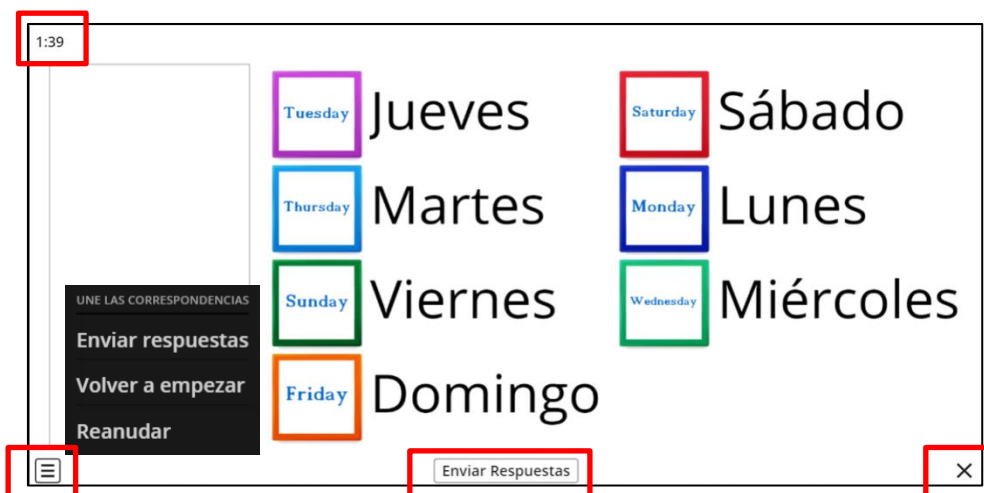 1:39
Tuesday Jueves Saturday Sábado
Thursday Martes Monday Lunes
Sunday Viernes Wednesday Miércoles
Friday Domingo
UNE LAS CORRESPONDENCIAS
Enviar respuestas
Volver a empezar
Reanudar
Enviar Respuestas